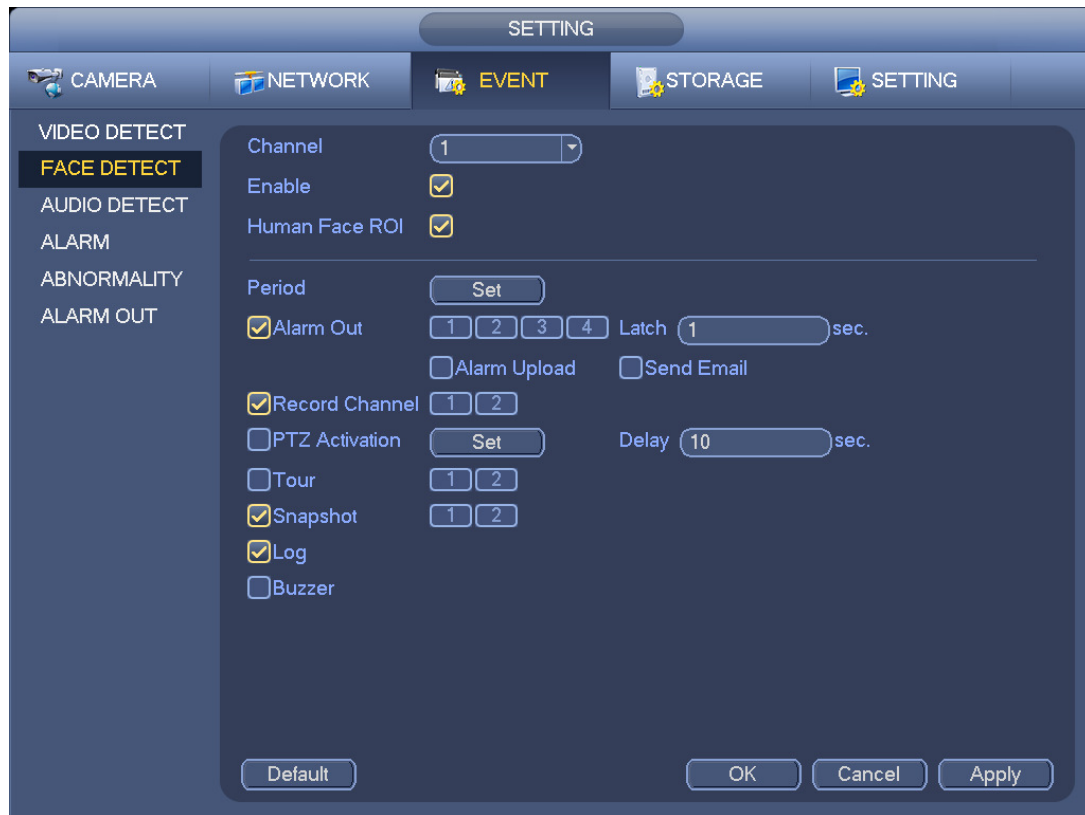 SETTING
CAMERA NETWORK EVENT STORAGE SETTING
VIDEO DETECT
FACE DETECT
AUDIO DETECT
ALARM
ABNORMALITY
ALARM OUT
Channel 1
Enable
Human Face ROI
Period Set
Alarm Out 1 2 3 4 Latch 1 sec.
Alarm Upload Send Email
Record Channel 1 2
PTZ Activation Set Delay 10 sec.
Tour 1 2
Snapshot 1 2
Log
Buzzer
Default OK Cancel Apply